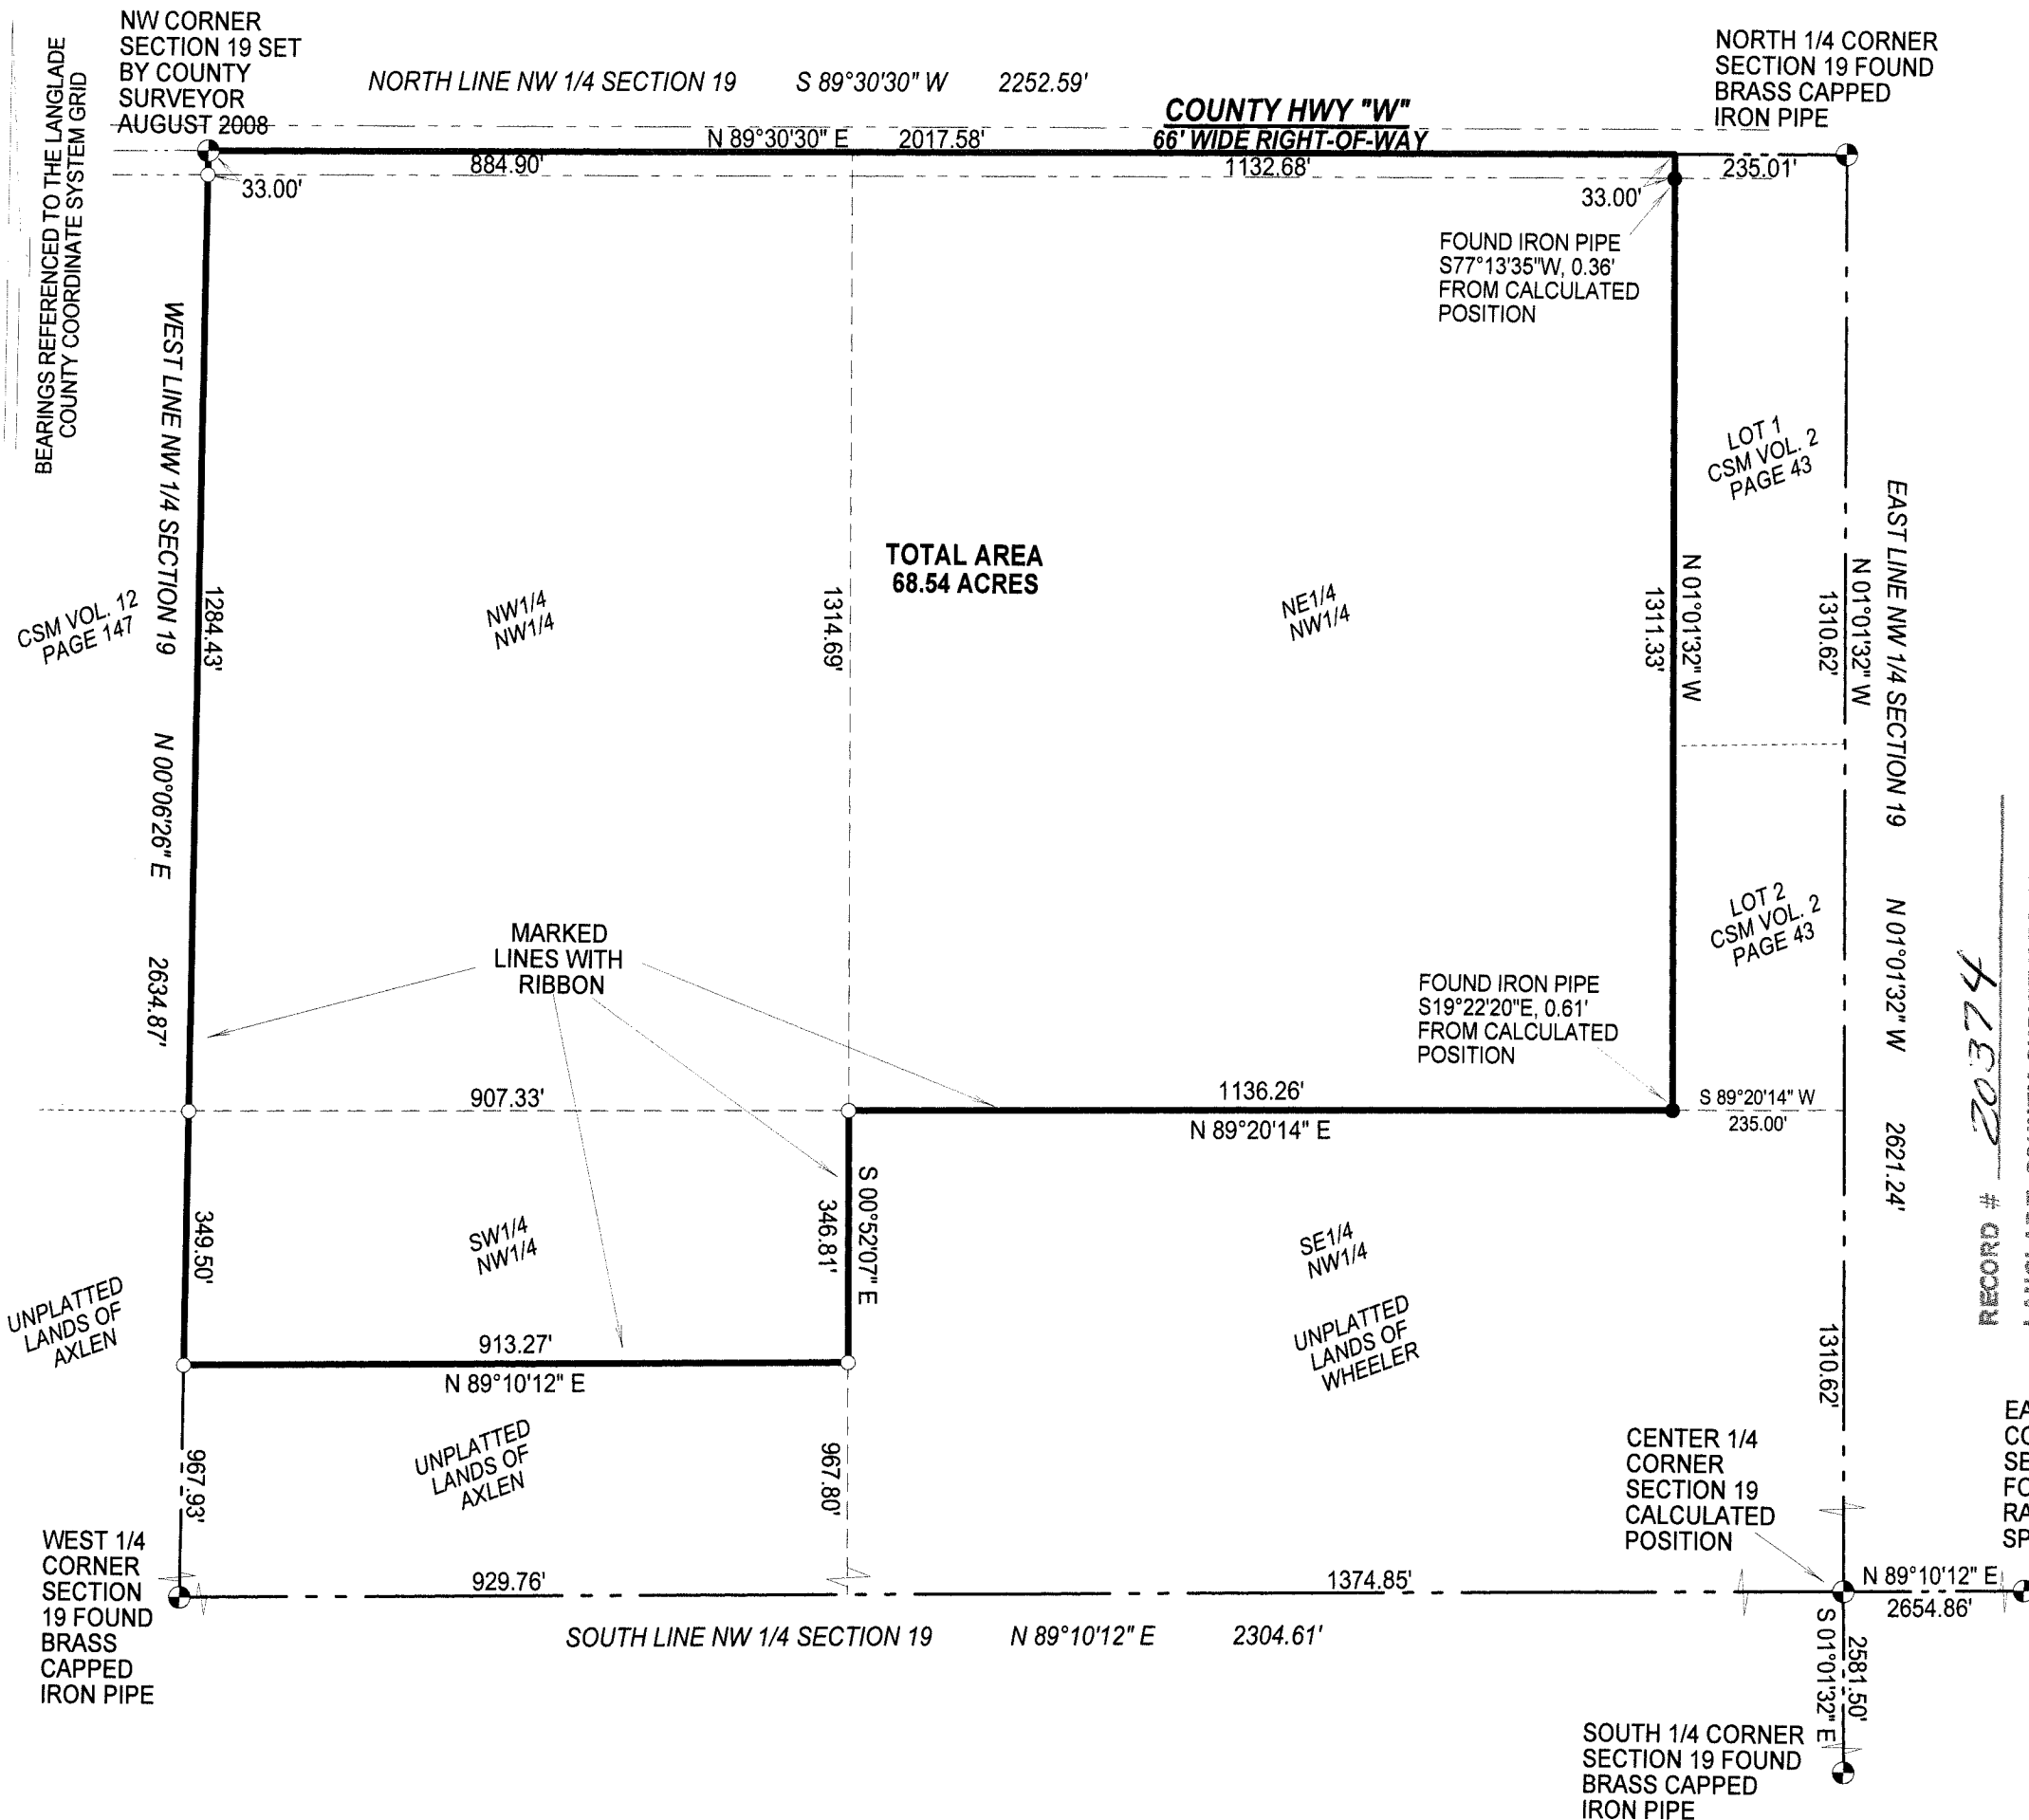 NW CORNER
SECTION 19 SET
BY COUNTY
SURVEYOR
AUGUST 2008
BEARINGS REFERENCED TO THE LANGLADE
COUNTY COORDINATE SYSTEM GRID
NORTH LINE NW 1/4 SECTION 19 S 89°30'30" W 2252.59'
COUNTY HWY "W"
66' WIDE RIGHT-OF-WAY
N 89°30'30" E 2017.58'
NORTH 1/4 CORNER
SECTION 19 FOUND
BRASS CAPPED
IRON PIPE
884.90'
1132.68'
235.01'
33.00'
33.00'
FOUND IRON PIPE
S77°13'35"W, 0.36'
FROM CALCULATED
POSITION
WEST LINE NW 1/4 SECTION 19 N 00°06'26" E 2634.87'
CSM VOL. 12
PAGE 147
1284.43'
NW1/4
NW1/4
TOTAL AREA
68.54 ACRES
1314.69'
NE1/4
NW1/4
1311.33'
N 01°01'32" W
LOT 1
CSM VOL. 2
PAGE 43
1310.62'
N 01°01'32" W
EAST LINE NW 1/4 SECTION 19 N 01°01'32" W 2621.24'
LOT 2
CSM VOL. 2
PAGE 43
MARKED
LINES WITH
RIBBON
FOUND IRON PIPE
S19°22'20"E, 0.61'
FROM CALCULATED
POSITION
RECORD # 203374
907.33'
1136.26'
N 89°20'14" E
S 89°20'14" W
235.00'
349.50'
SW1/4
NW1/4
346.81'
S 00°52'07" E
SE1/4
NW1/4
UNPLATTED
LANDS OF
AXLEN
UNPLATTED
LANDS OF
WHEELER
913.27'
N 89°10'12" E
1310.62'
UNPLATTED
LANDS OF
AXLEN
967.93'
967.80'
CENTER 1/4
CORNER
SECTION 19
CALCULATED
POSITION
EA
CO
SE
FO
RA
SP
WEST 1/4
CORNER
SECTION
19 FOUND
BRASS
CAPPED
IRON PIPE
929.76'
1374.85'
N 89°10'12" E
2654.86'
SOUTH LINE NW 1/4 SECTION 19 N 89°10'12" E 2304.61'
S 01°01'32" E
2581.50'
SOUTH 1/4 CORNER
SECTION 19 FOUND
BRASS CAPPED
IRON PIPE